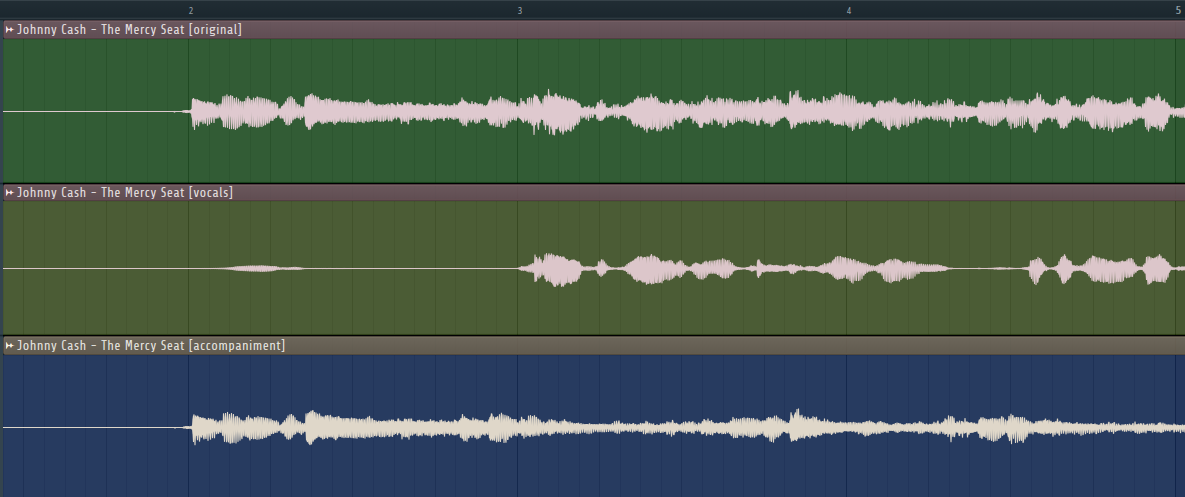 2 3 4 5
Johnny Cash - The Mercy Seat [original]
Johnny Cash - The Mercy Seat [vocals]
Johnny Cash - The Mercy Seat [accompaniment]